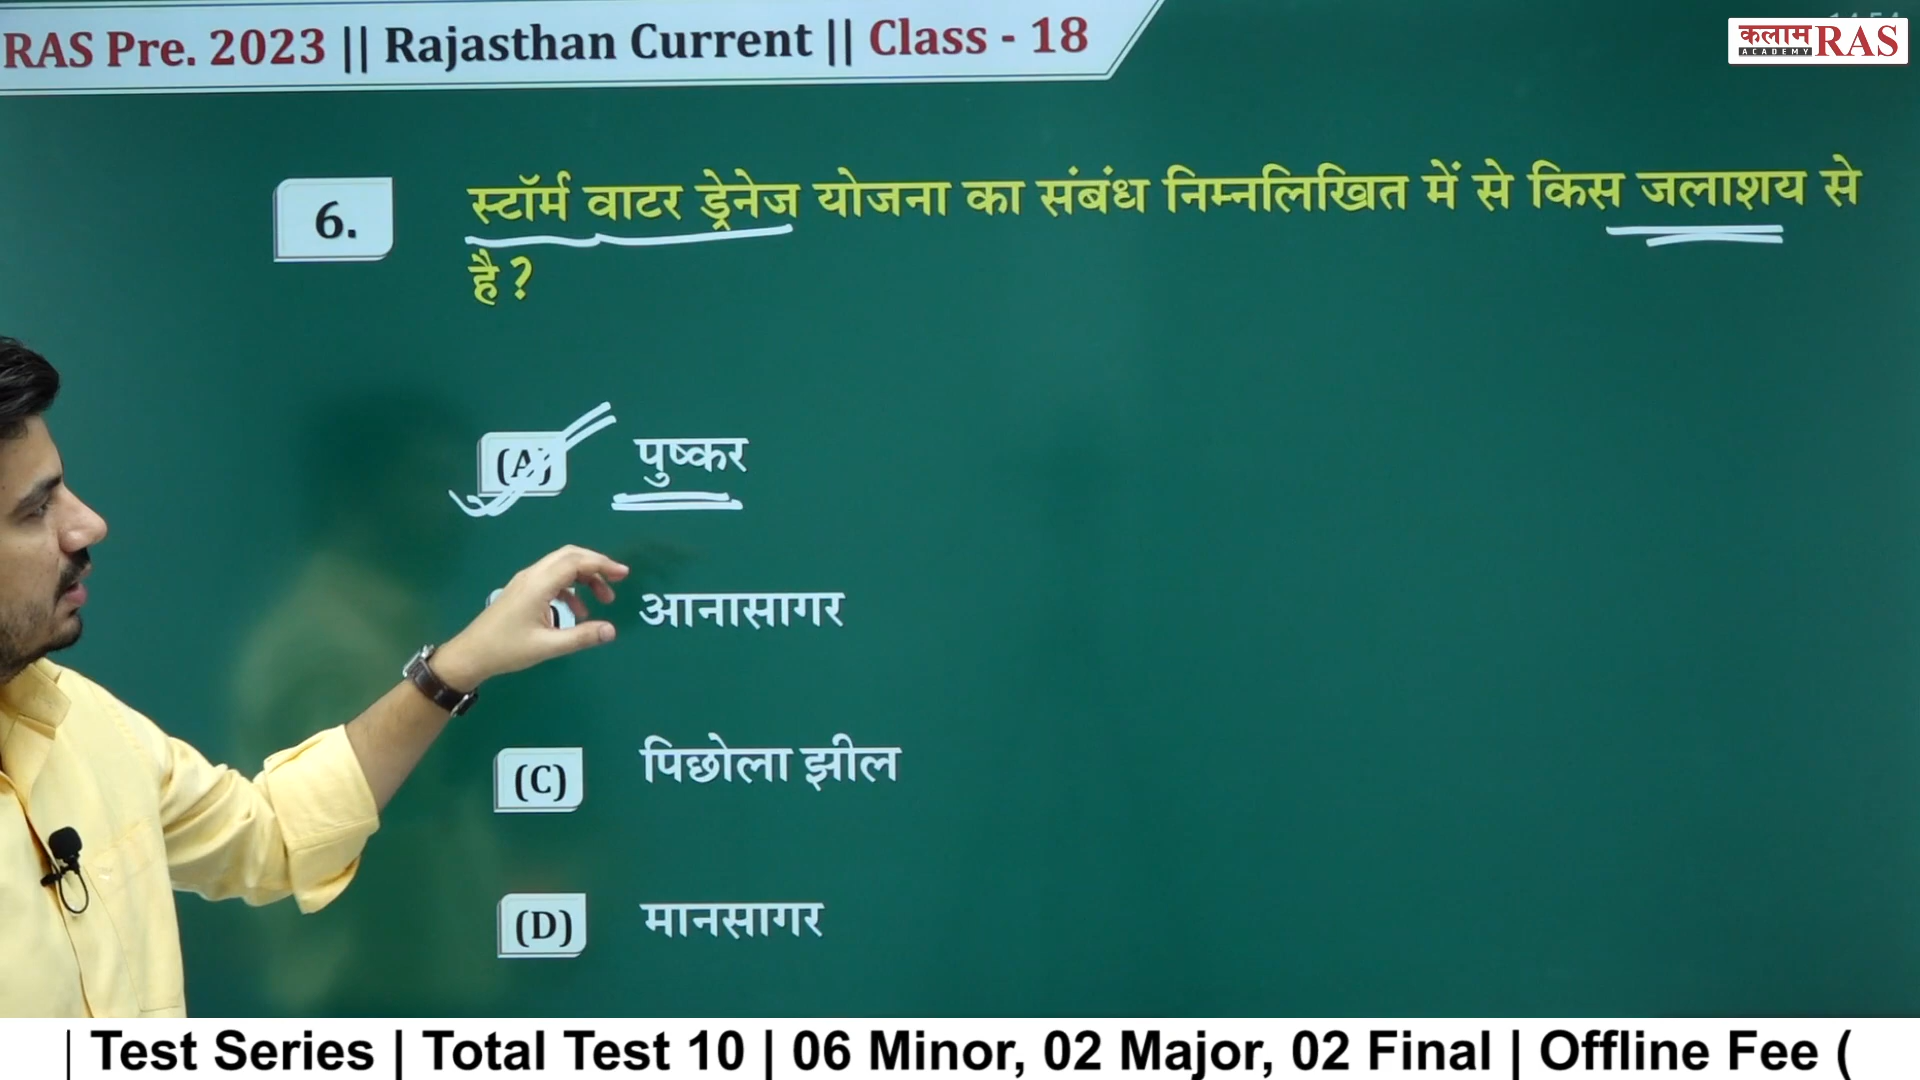 RAS Pre. 2023 || Rajasthan Current || Class - 18
कलाम RAS
ACADEMY
6. स्टॉर्म वाटर ड्रेनेज योजना का संबंध निम्नलिखित में से किस जलाशय से
है ?
(A) पुष्कर
आनासागर
(C) पिछोला झील
(D) मानसागर
| Test Series | Total Test 10 | 06 Minor, 02 Major, 02 Final | Offline Fee (